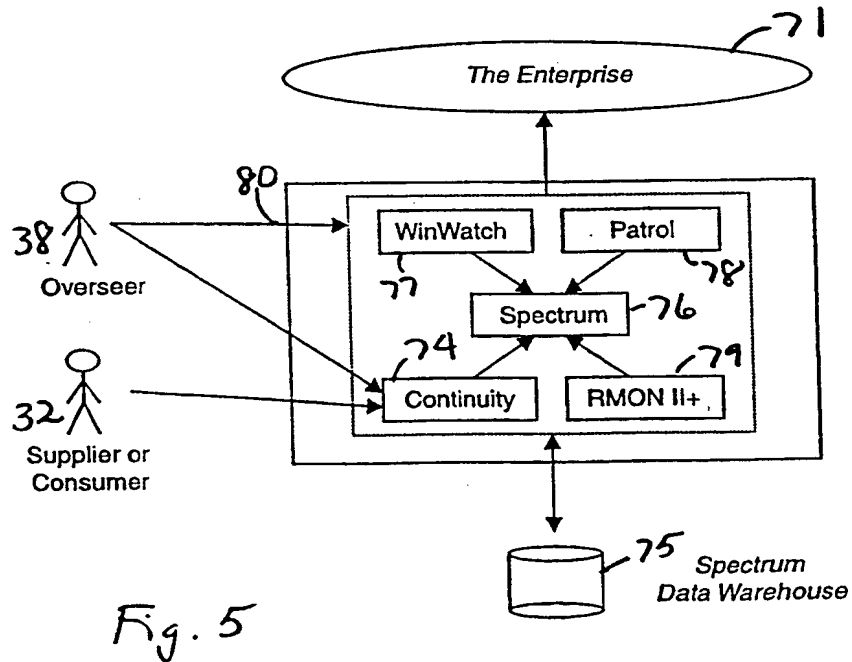 71
The Enterprise
80
38
Overseer
WinWatch
77
Patrol
78
Spectrum
76
74
Continuity
79
RMON II+
32
Supplier or
Consumer
75
Spectrum
Data Warehouse
Fig. 5